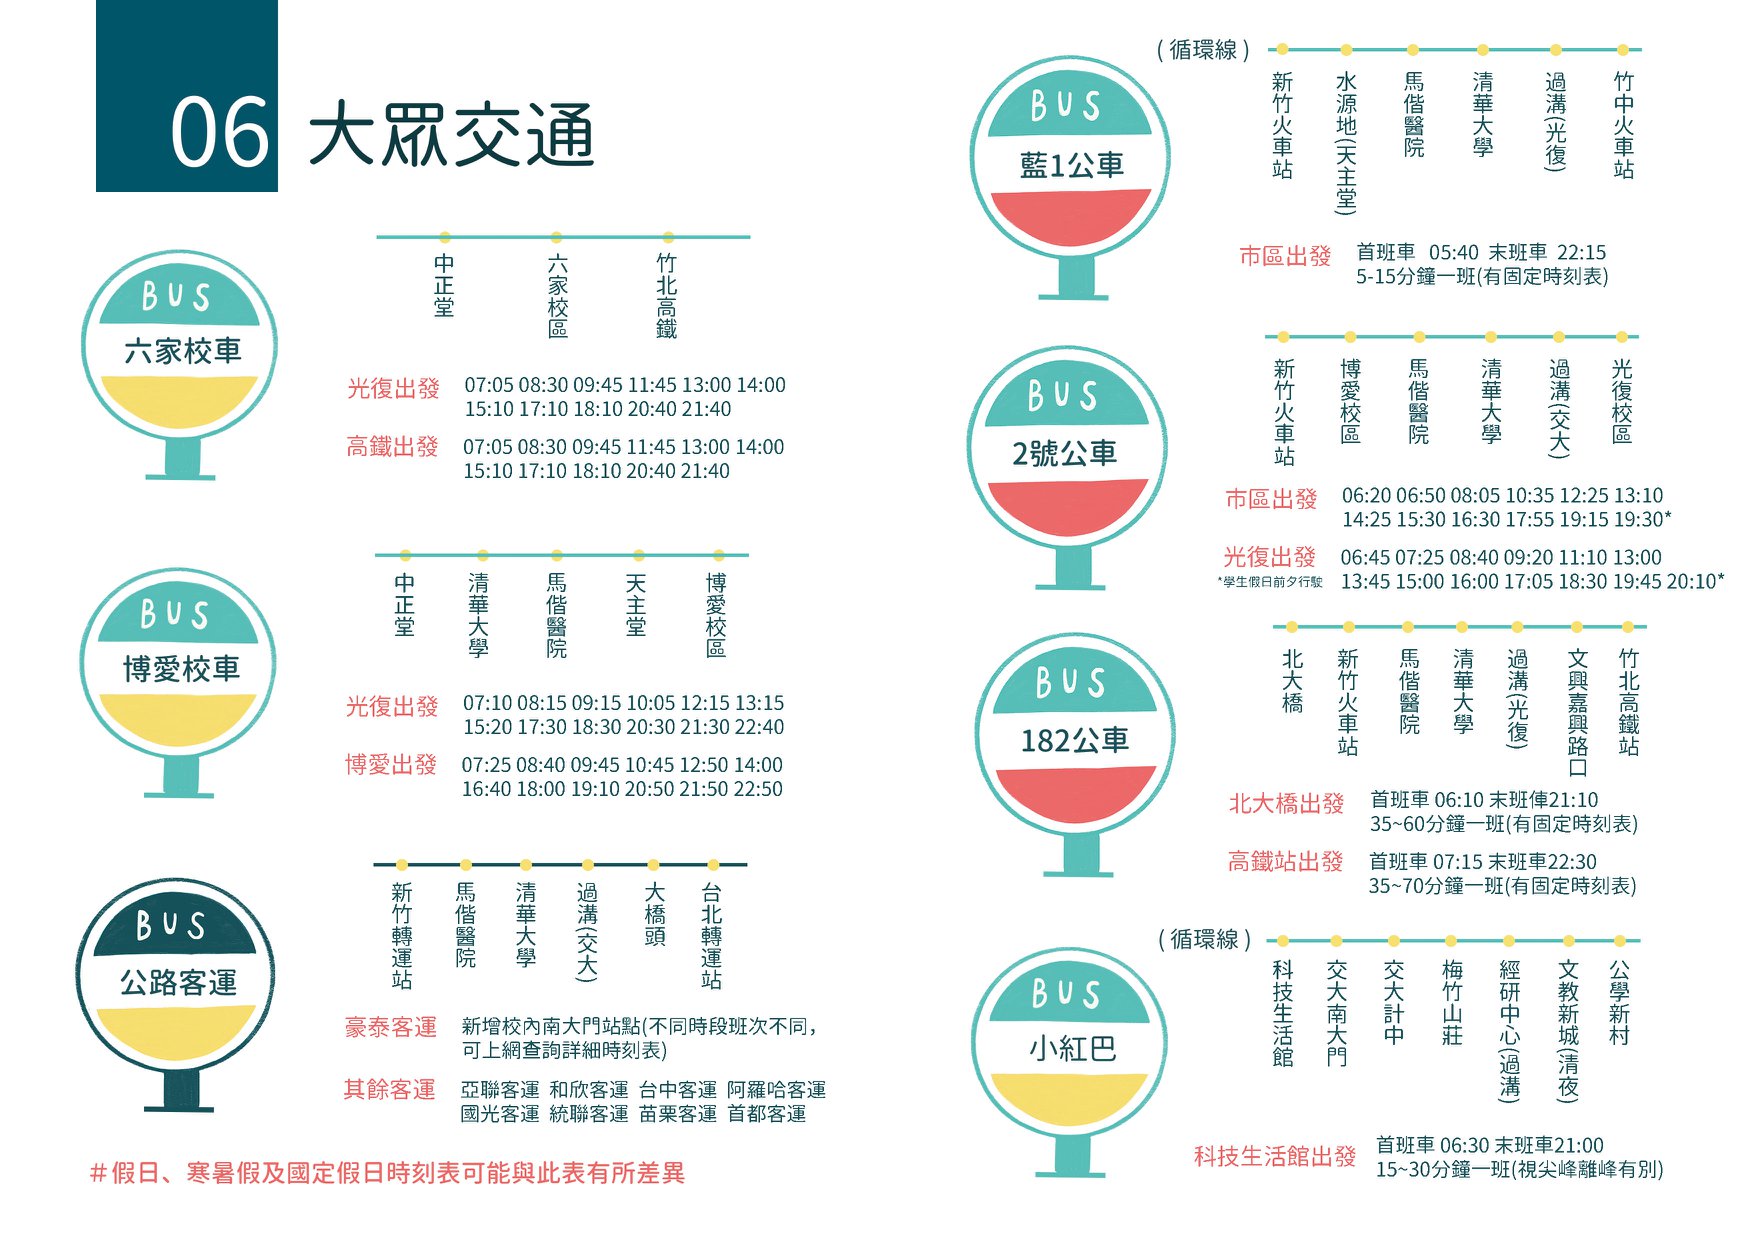 06 大眾交通
BUS
六家校車
中正堂
六家校區
竹北高鐵
光復出發 07:05 08:30 09:45 11:45 13:00 14:00
15:10 17:10 18:10 20:40 21:40
高鐵出發 07:05 08:30 09:45 11:45 13:00 14:00
15:10 17:10 18:10 20:40 21:40
BUS
博愛校車
中正堂
清華大學
馬偕醫院
天主堂
博愛校區
光復出發 07:10 08:15 09:15 10:05 12:15 13:15
15:20 17:30 18:30 20:30 21:30 22:40
博愛出發 07:25 08:40 09:45 10:45 12:50 14:00
16:40 18:00 19:10 20:50 21:50 22:50
BUS
公路客運
新竹轉運站
馬偕醫院
清華大學
過溝(交大)
大橋頭
台北轉運站
豪泰客運 新增校內南大門站點(不同時段班次不同，
可上網查詢詳細時刻表)
其餘客運 亞聯客運 和欣客運 台中客運 阿羅哈客運
國光客運 統聯客運 苗栗客運 首都客運
＃假日、寒暑假及國定假日時刻表可能與此表有所差異
BUS
藍1公車
(循環線)
新竹火車站
水源地(天主堂)
馬偕醫院
清華大學
過溝(光復)
竹中火車站
市區出發 首班車 05:40 末班車 22:15
5-15分鐘一班(有固定時刻表)
BUS
2號公車
新竹火車站
博愛校區
馬偕醫院
清華大學
過溝(交大)
光復校區
市區出發 06:20 06:50 08:05 10:35 12:25 13:10
14:25 15:30 16:30 17:55 19:15 19:30*
光復出發 06:45 07:25 08:40 09:20 11:10 13:00
*學生假日前夕行駛 13:45 15:00 16:00 17:05 18:30 19:45 20:10*
BUS
182公車
北大橋
新竹火車站
馬偕醫院
清華大學
過溝(光復)
文興嘉興路口
竹北高鐵站
北大橋出發 首班車 06:10 末班俥21:10
35~60分鐘一班(有固定時刻表)
高鐵站出發 首班車 07:15 末班車22:30
35~70分鐘一班(有固定時刻表)
BUS
小紅巴
(循環線)
科技生活館
交大南大門
交大計中
梅竹山莊
經研中心(過溝)
文教新城(清夜)
公學新村
科技生活館出發 首班車 06:30 末班車21:00
15~30分鐘一班(視尖峰離峰有別)